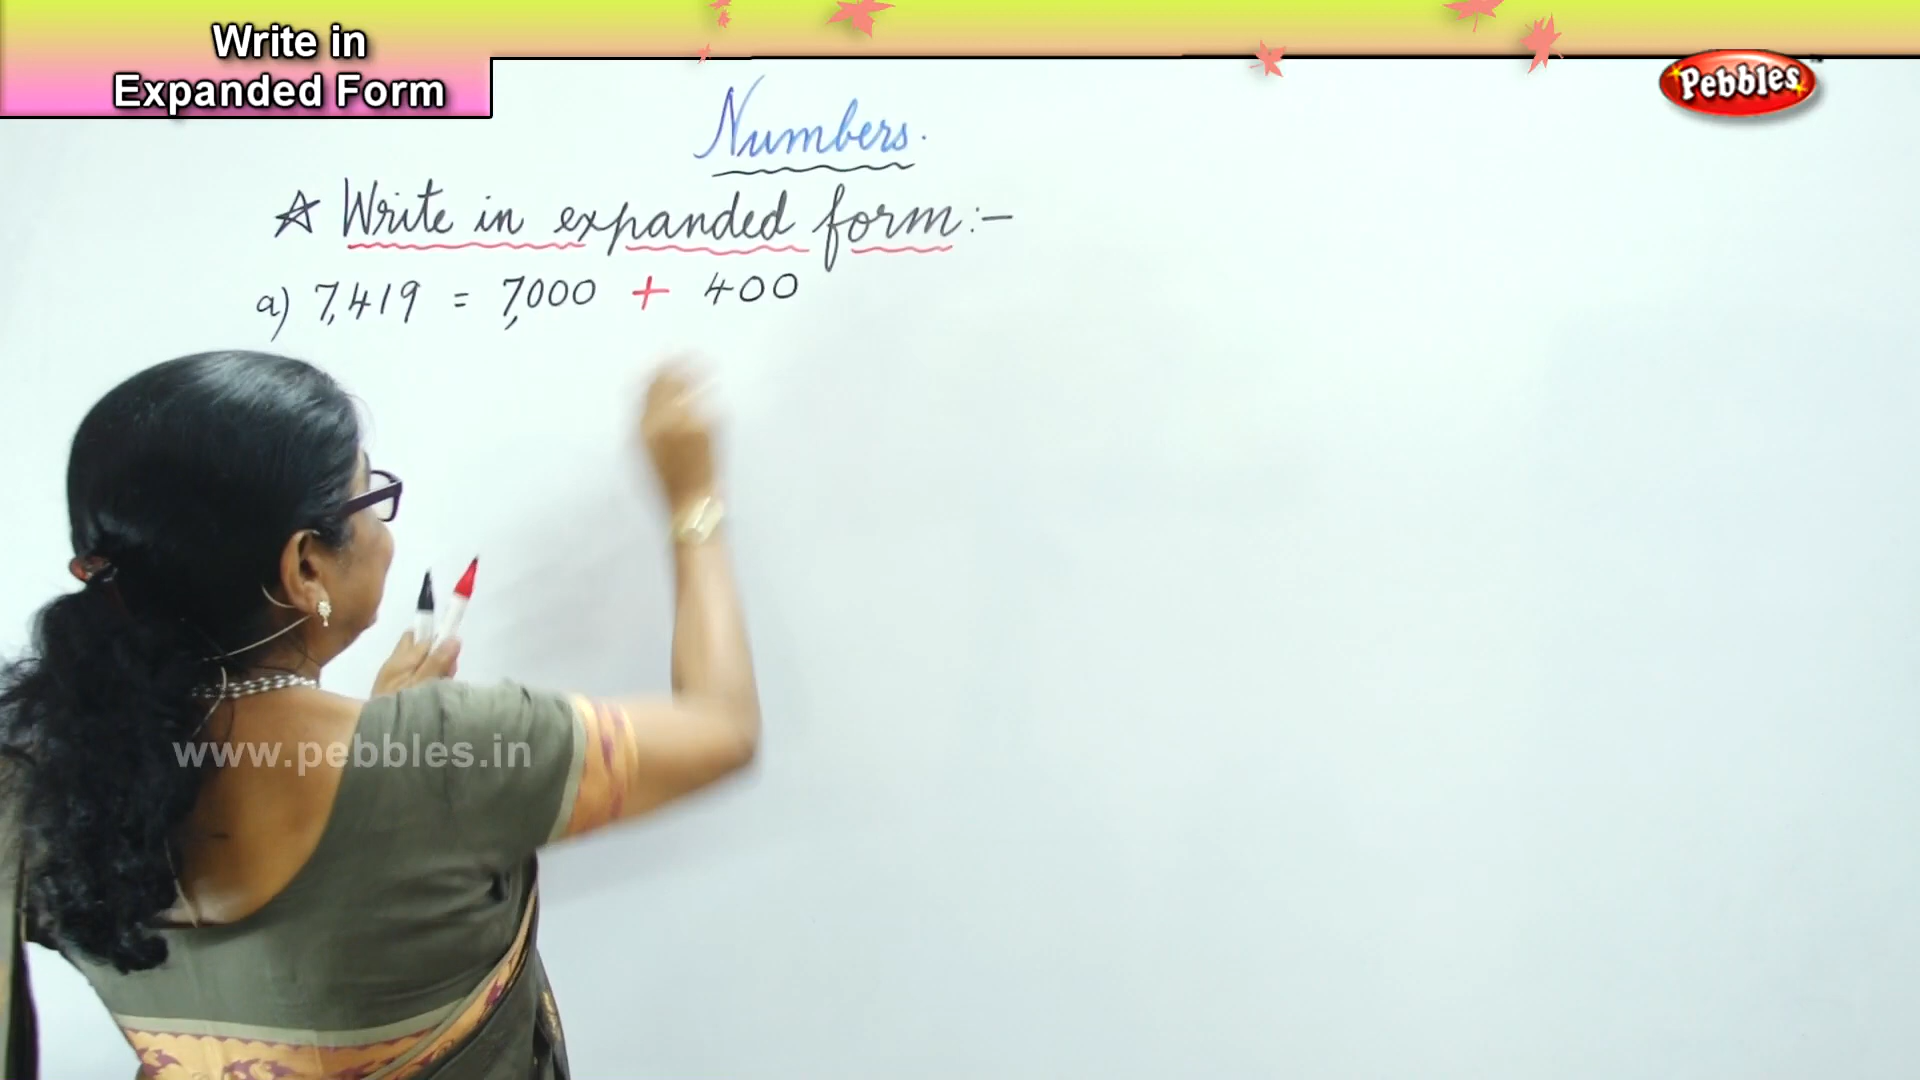 Write in
Expanded Form
Pebbles
Numbers.
☆ Write in expanded form:-
a) 7,419 = 7,000 + 400
www.pebbles.in